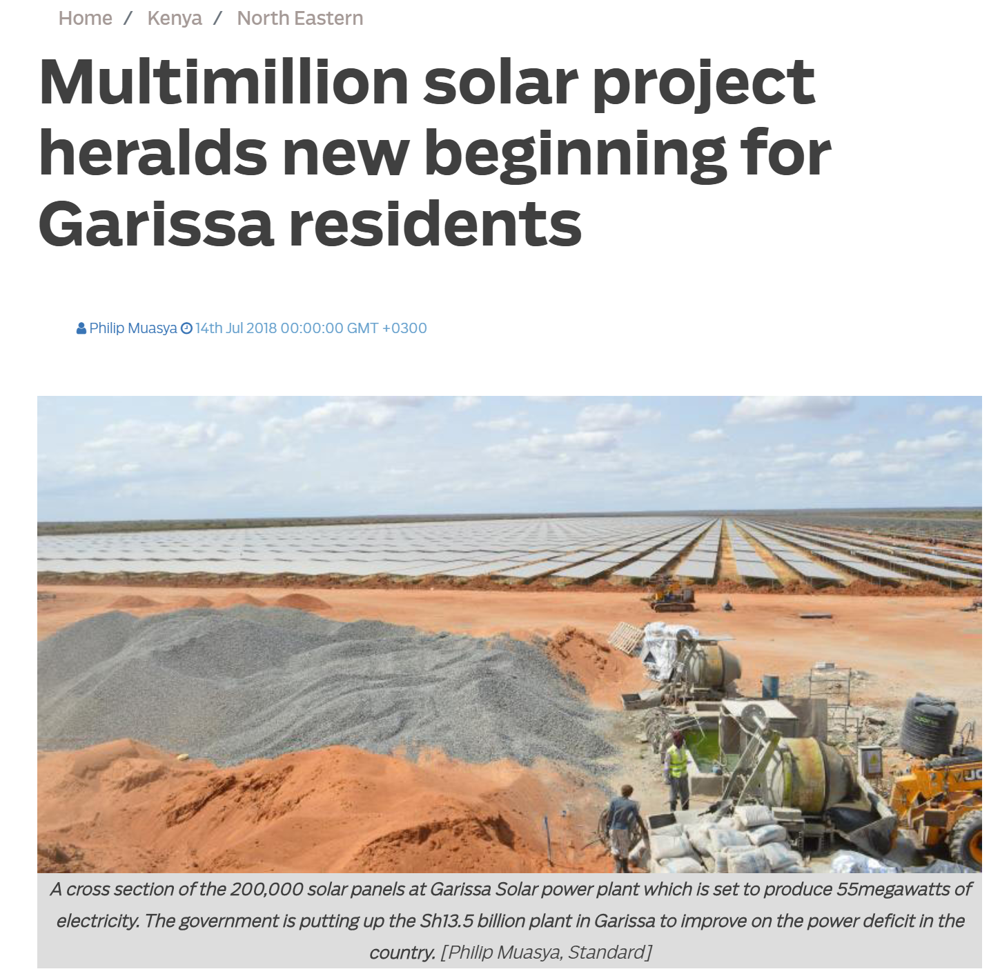 Home / Kenya / North Eastern
Multimillion solar project
heralds new beginning for
Garissa residents
Philip Muasya 14th Jul 2018 00:00:00 GMT +0300
A cross section of the 200,000 solar panels at Garissa Solar power plant which is set to produce 55megawatts of
electricity. The government is putting up the Sh13.5 billion plant in Garissa to improve on the power deficit in the
country. [Philip Muasya, Standard]